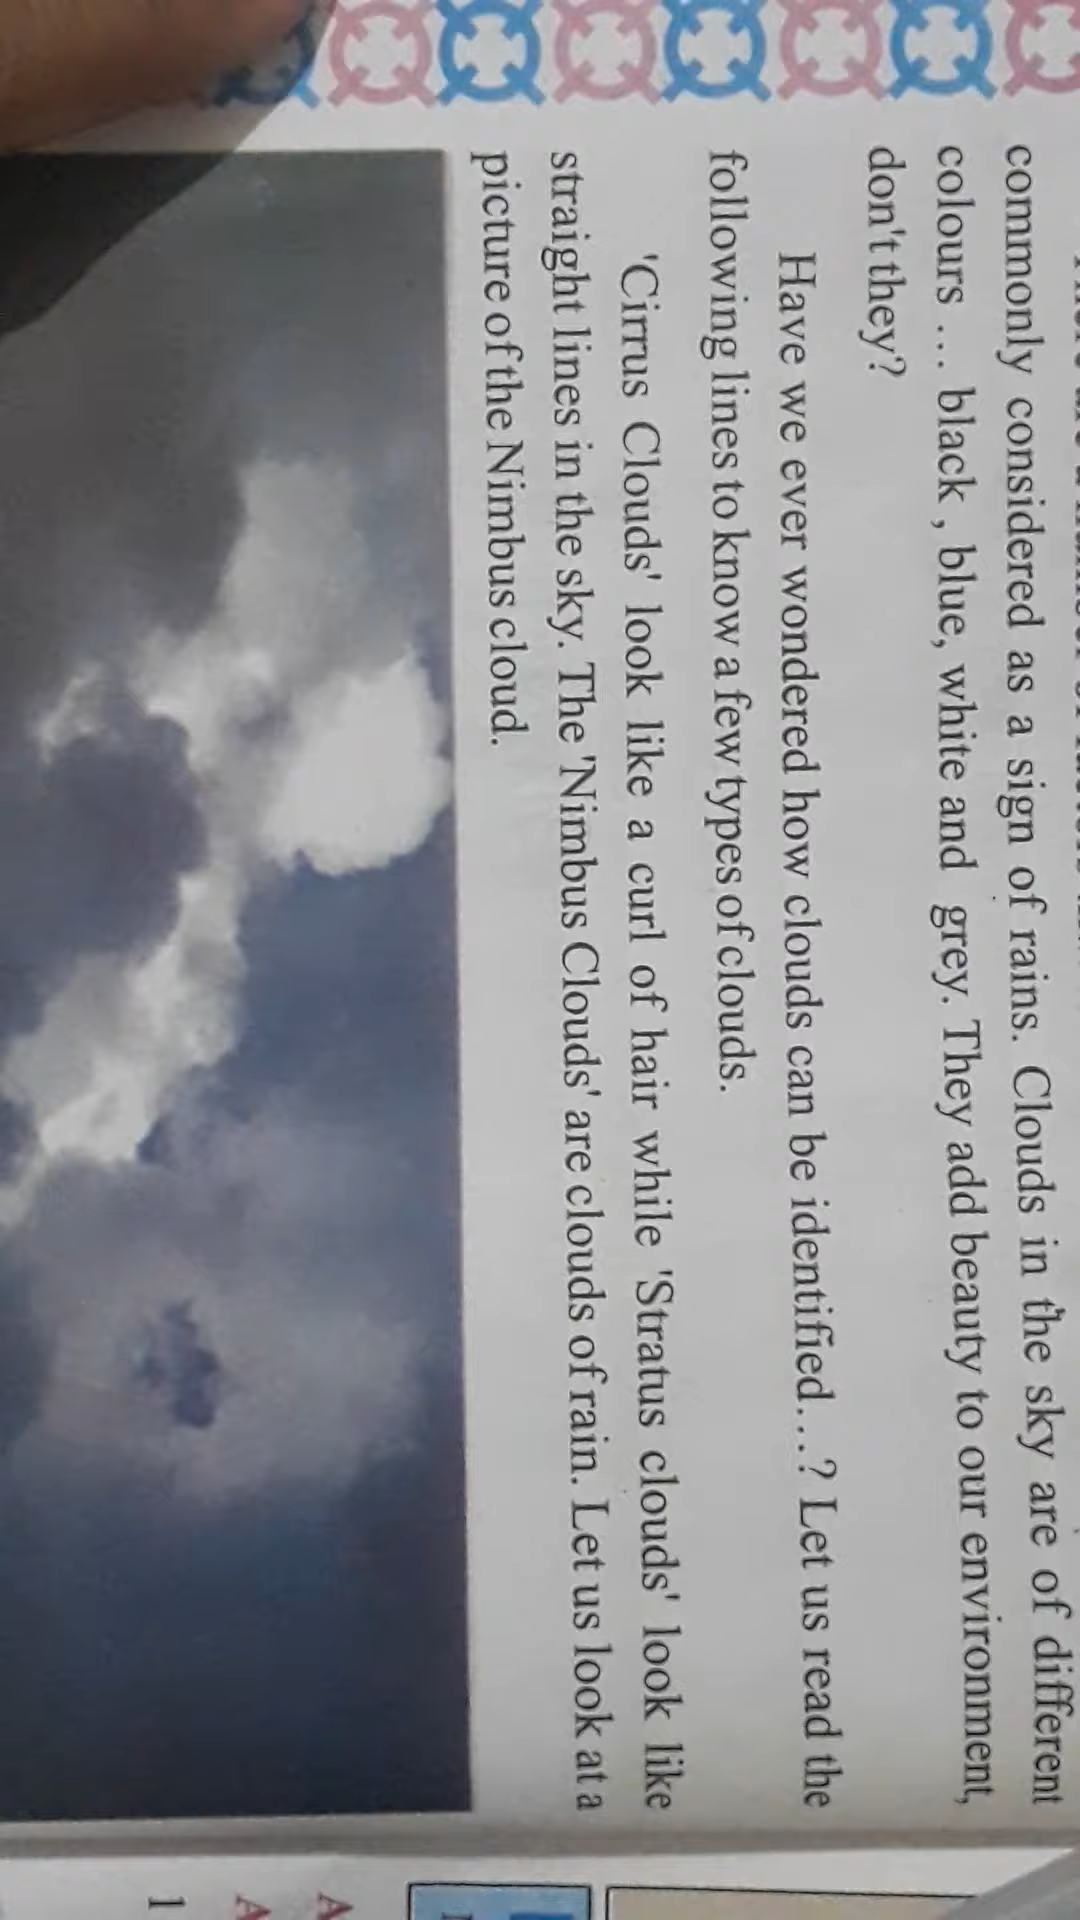 commonly considered as a sign of rains. Clouds in the sky are of different
colours ... black , blue, white and grey. They add beauty to our environment,
don't they?
Have we ever wondered how clouds can be identified...? Let us read the
following lines to know a few types of clouds.
'Cirrus Clouds' look like a curl of hair while 'Stratus clouds' look like
straight lines in the sky. The 'Nimbus Clouds' are clouds of rain. Let us look at a
picture of the Nimbus cloud.
A
A
1